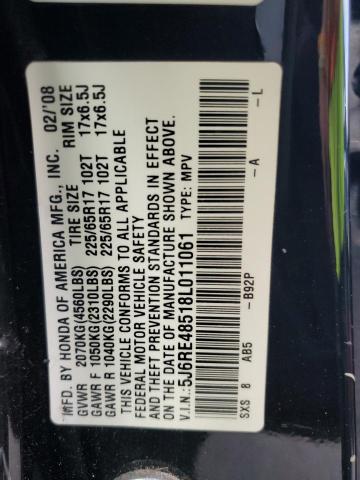 MFD. BY HONDA OF AMERICA MFG., INC. 02/'08
TIRE SIZE RIM SIZE
GVWR 2070KG(4560LBS)
GAWR F 1050KG(2310LBS) 225/65R17 102T 17x6.5J
GAWR R 1040KG(2290LBS) 225/65R17 102T 17x6.5J
THIS VEHICLE CONFORMS TO ALL APPLICABLE
FEDERAL MOTOR VEHICLE SAFETY
AND THEFT PREVENTION STANDARDS IN EFFECT
ON THE DATE OF MANUFACTURE SHOWN ABOVE.
V.I.N:5J6RE48518L011061 TYPE: MPV
SXS 8 AB5 -B92P -A -L